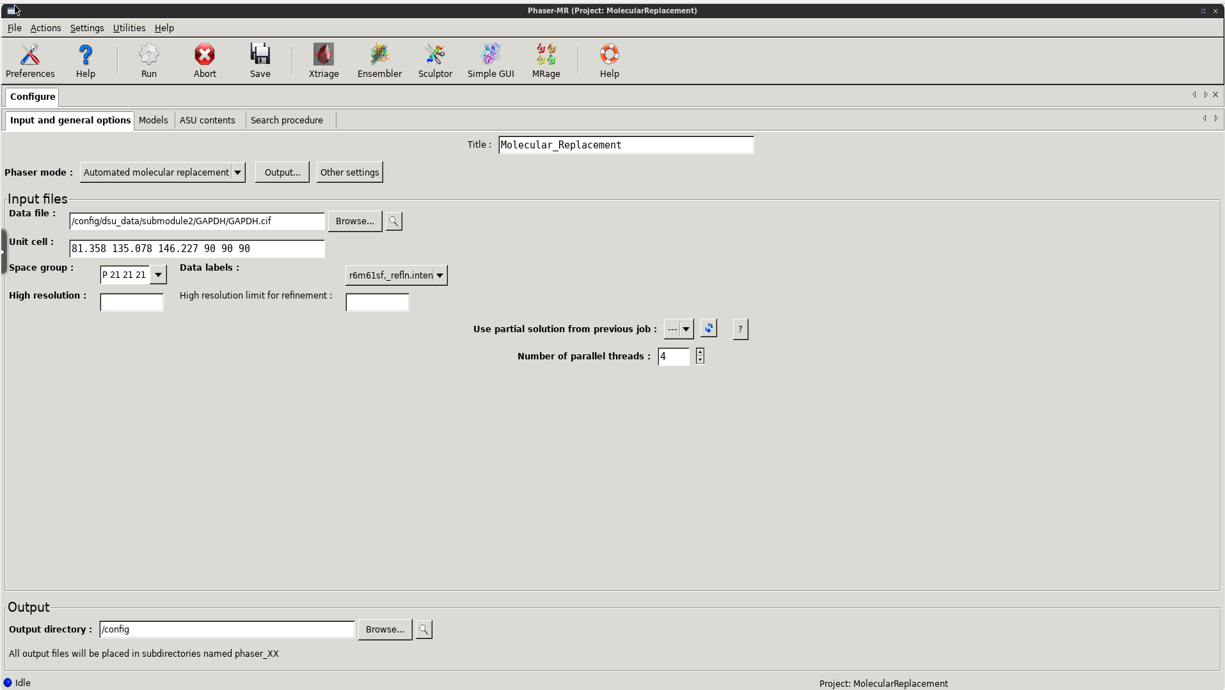 Phaser-MR (Project: MolecularReplacement)
File Actions Settings Utilities Help
Preferences Help Run Abort Save Xtriage Ensembler Sculptor Simple GUI MRage Help
Configure
Input and general options Models ASU contents Search procedure
Title : Molecular_Replacement
Phaser mode : Automated molecular replacement Output... Other settings
Input files
Data file : /config/dsu_data/submodule2/GAPDH/GAPDH.cif Browse...
Unit cell : 81.358 135.078 146.227 90 90 90
Space group : P 21 21 21 Data labels : r6m61sf,_refln.inten
High resolution : High resolution limit for refinement :
Use partial solution from previous job : --- ?
Number of parallel threads : 4
Output
Output directory : /config Browse...
All output files will be placed in subdirectories named phaser_XX
Idle Project: MolecularReplacement